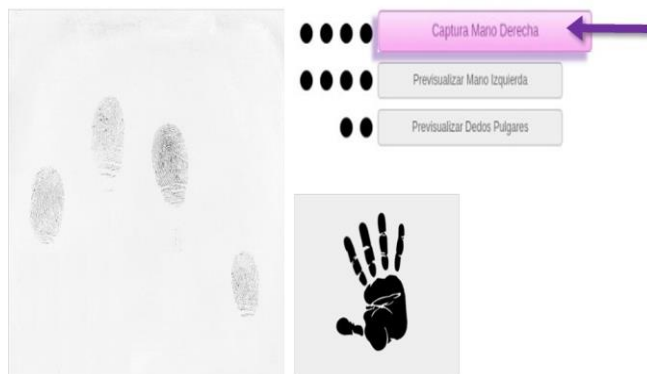 Captura Mano Derecha
Previsualizar Mano Izquierda
Previsualizar Dedos Pulgares